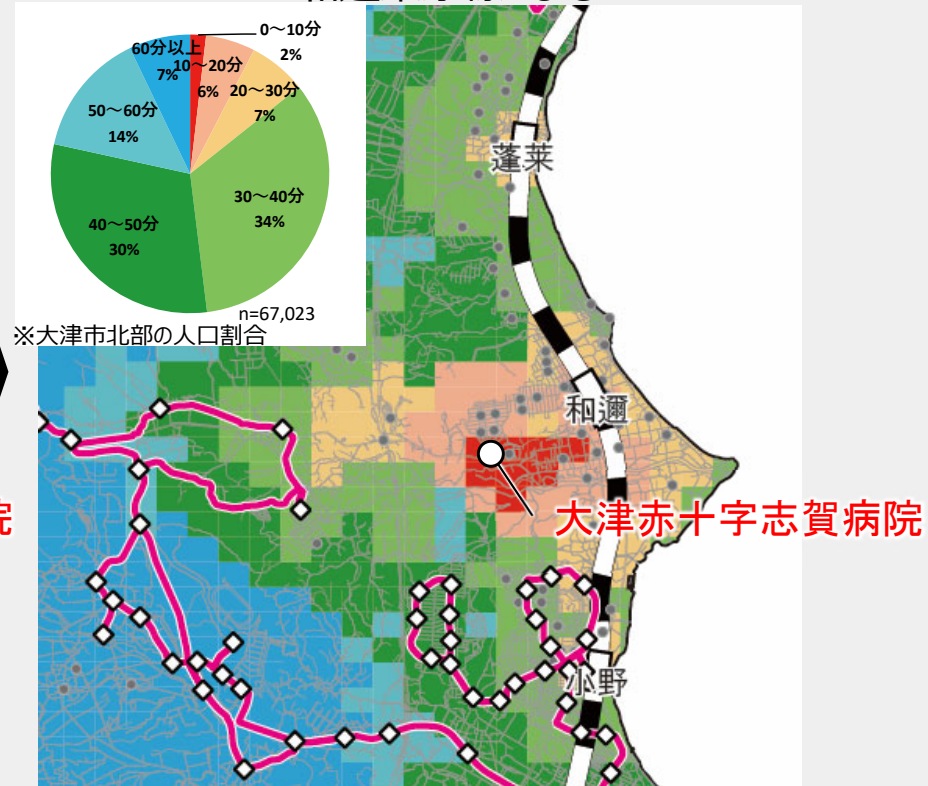 0～10分
2%
60分以上
7%
10～20分
6%
20～30分
7%
50～60分
14%
30～40分
34%
40～50分
30%
n=67,023
※大津市北部の人口割合
蓬莱
和邇
院
大津赤十字志賀病院
小野